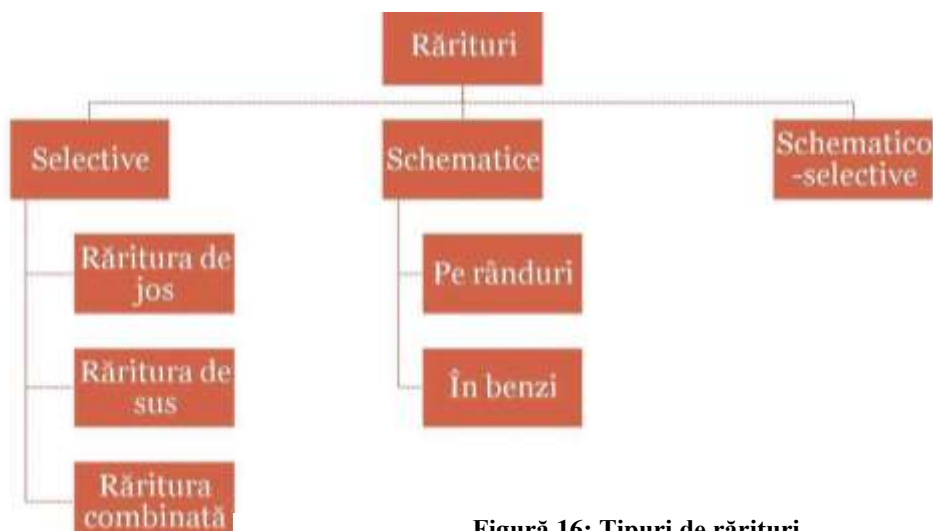 Rărituri
Selective
Schematice
Schematico
-selective
Răritura de
jos
Pe rânduri
Răritura de
sus
În benzi
Răritura
combinată
Figură 16: Tipuri de rărituri